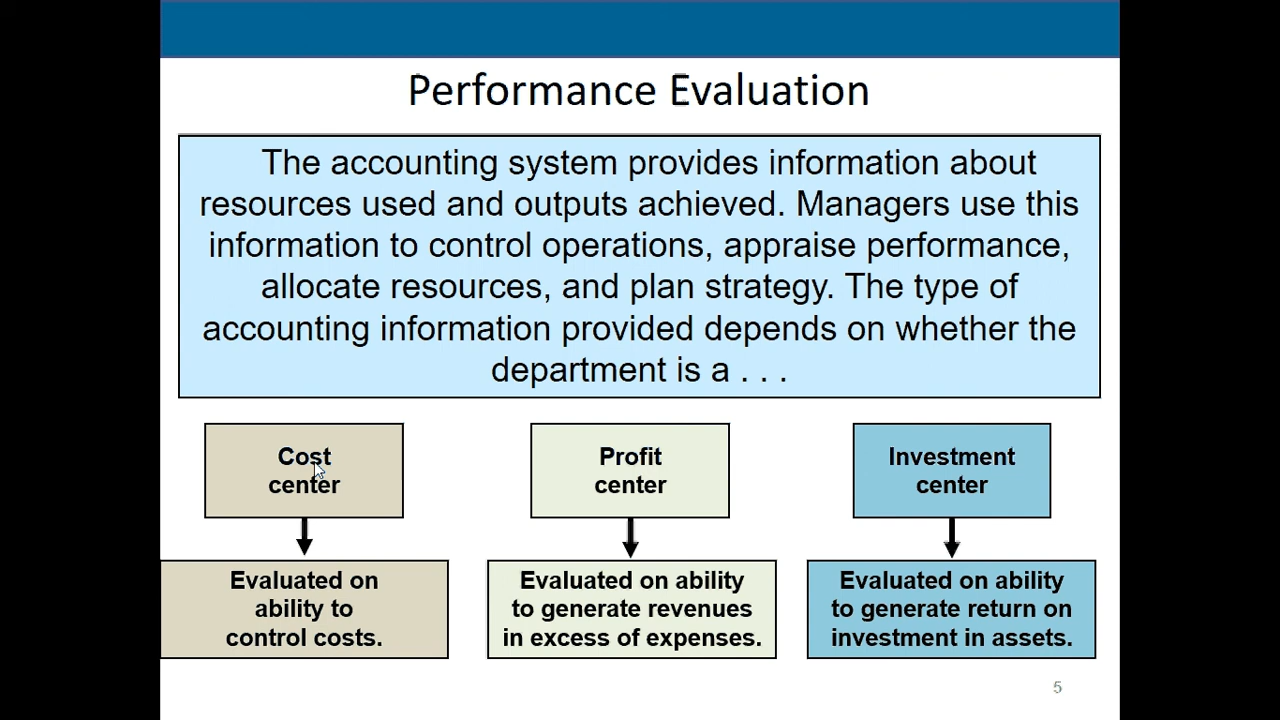 Performance Evaluation
The accounting system provides information about
resources used and outputs achieved. Managers use this
information to control operations, appraise performance,
allocate resources, and plan strategy. The type of
accounting information provided depends on whether the
department is a . . .
Cost
center
Profit
center
Investment
center
Evaluated on
ability to
control costs.
Evaluated on ability
to generate revenues
in excess of expenses.
Evaluated on ability
to generate return on
investment in assets.
5